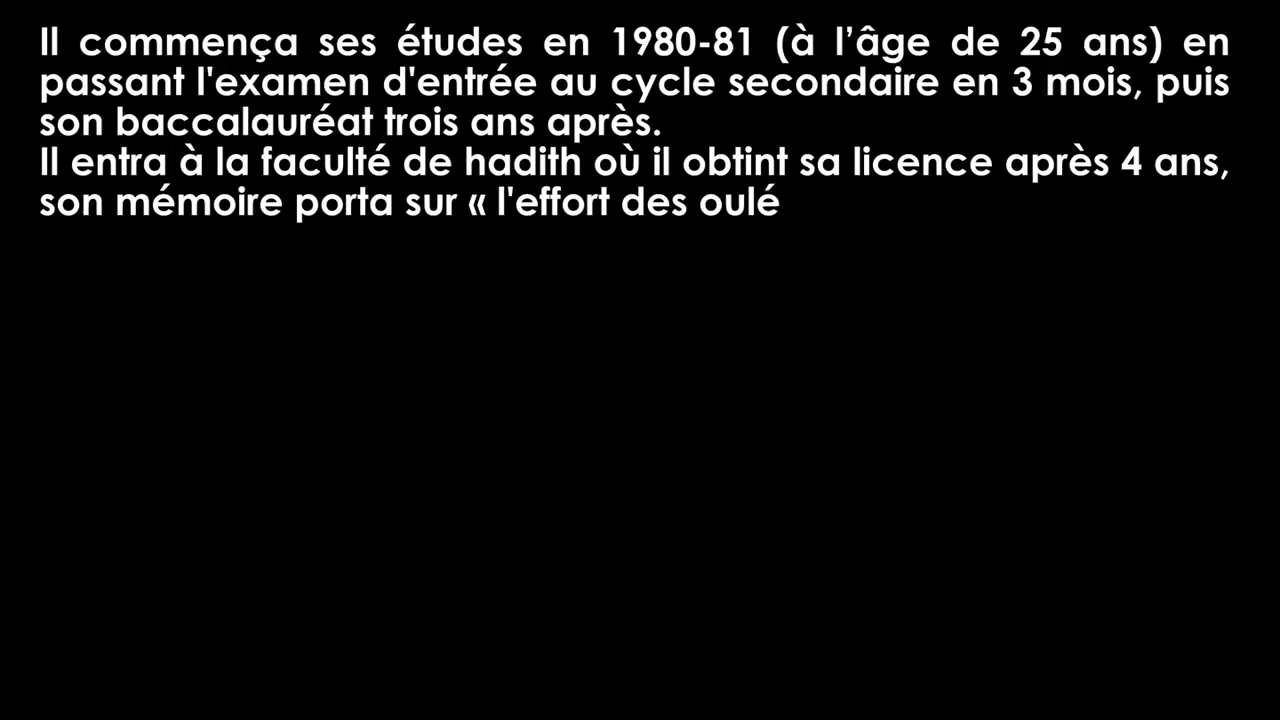 Il commença ses études en 1980-81 (à l’âge de 25 ans) en
passant l'examen d'entrée au cycle secondaire en 3 mois, puis
son baccalauréat trois ans après.
Il entra à la faculté de hadith où il obtint sa licence après 4 ans,
son mémoire porta sur « l'effort des oulé